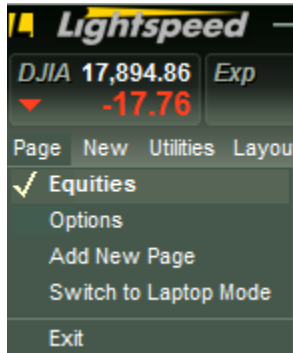 Lightspeed
DJIA 17,894.86 Exp
-17.76
Page New Utilities Layou
Equities
Options
Add New Page
Switch to Laptop Mode
Exit